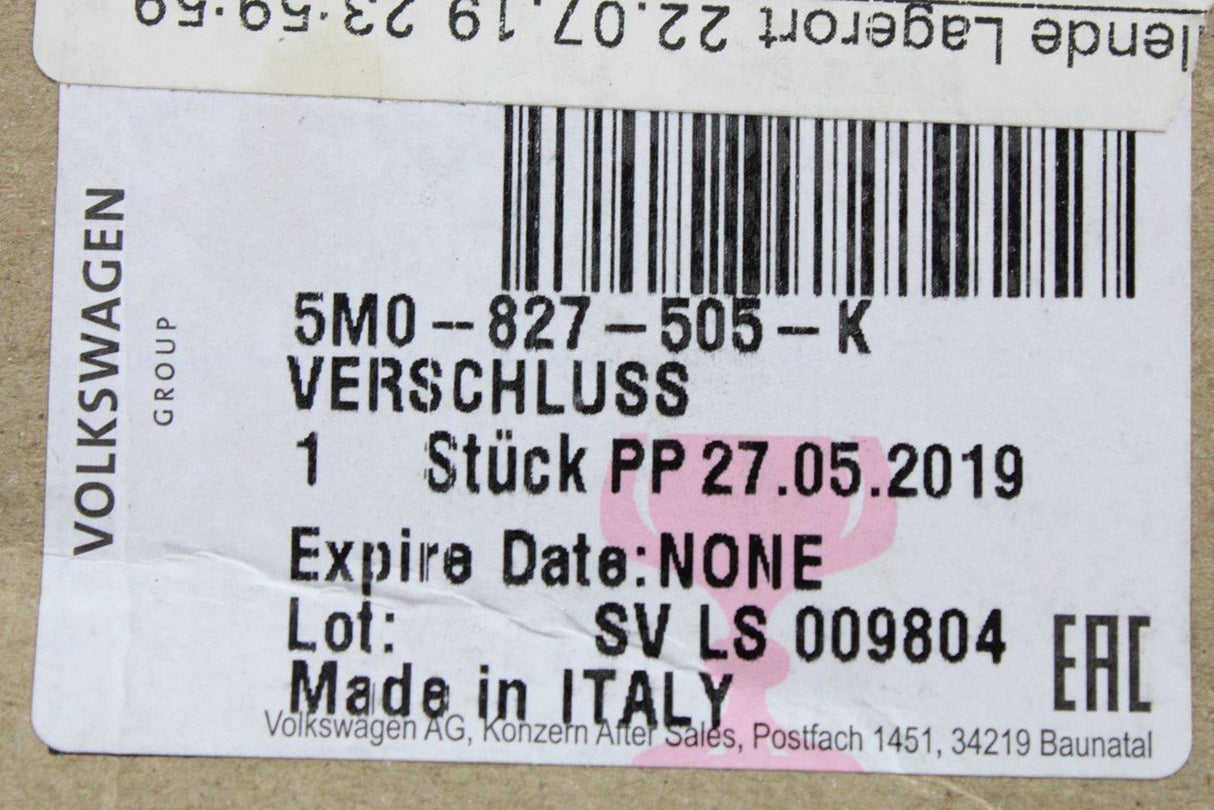 lende Lagerort 22.07.19 23:59:59
VOLKSWAGEN
GROUP
5M0-827-505-K
VERSCHLUSS
1 Stück PP 27.05.2019
Expire Date:NONE
Lot: SV LS 009804
Made in ITALY
EAC
Volkswagen AG, Konzern After Sales, Postfach 1451, 34219 Baunatal